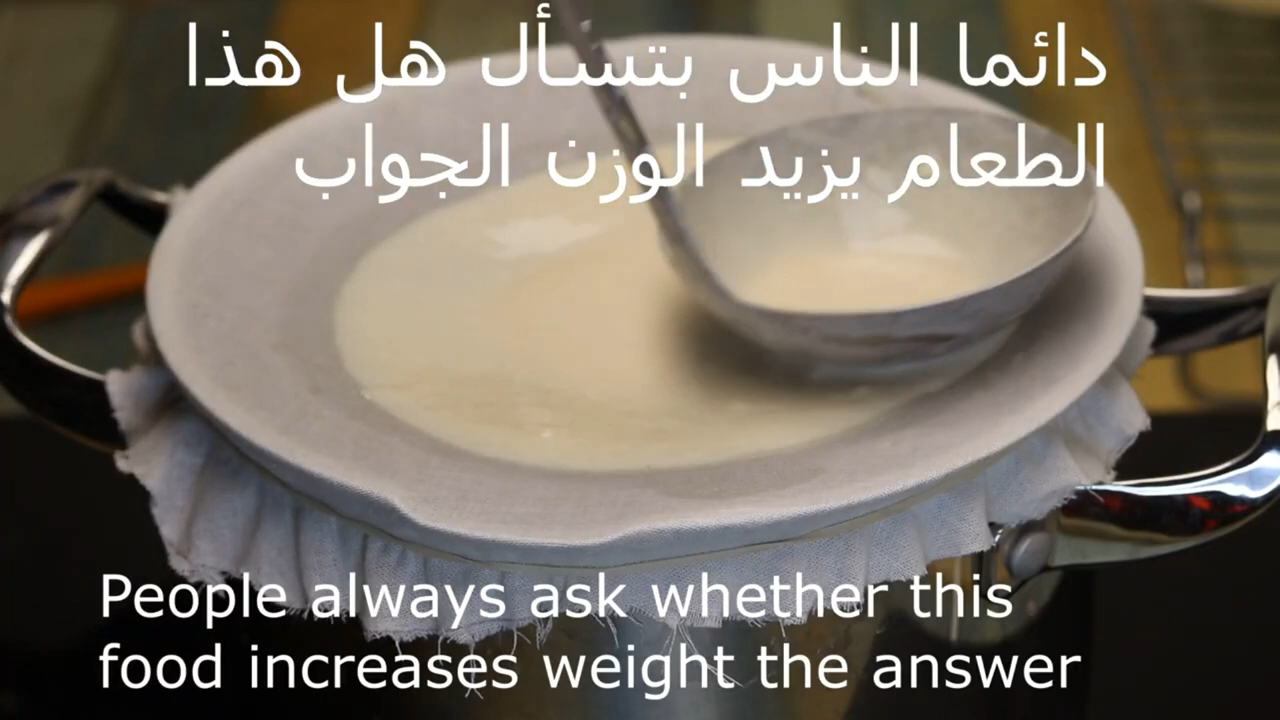 دائما الناس بتسأل هل هذا
الطعام يزيد الوزن الجواب
People always ask whether this
food increases weight the answer